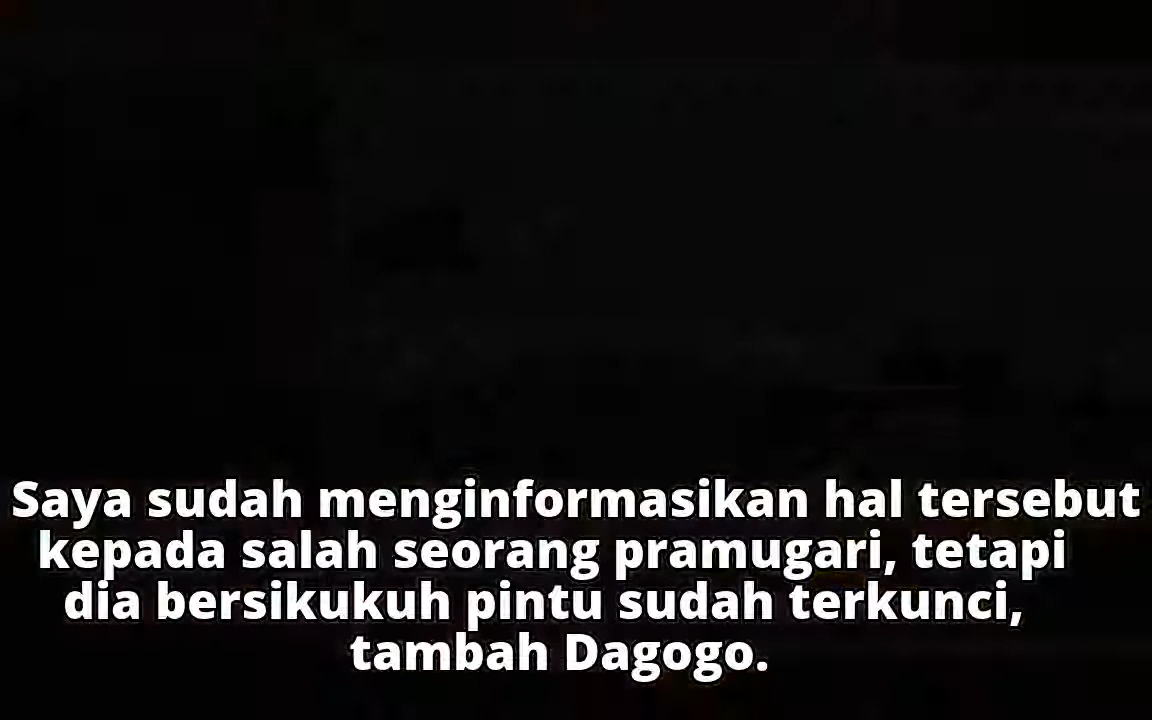 Saya sudah menginformasikan hal tersebut
kepada salah seorang pramugari, tetapi
dia bersikukuh pintu sudah terkunci,
tambah Dagogo.